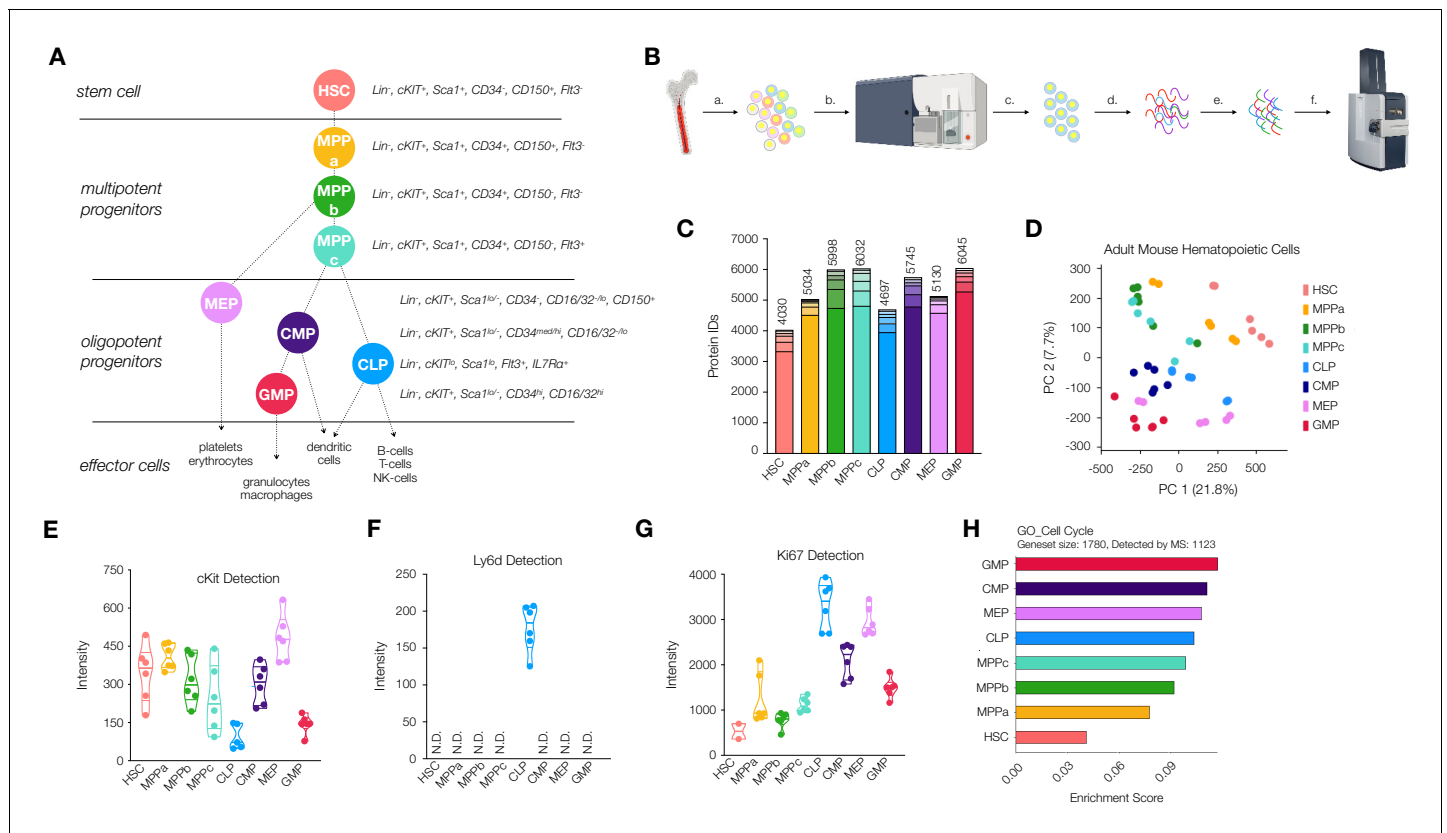 A
stem cell
HSC
Lin-, cKIT+, Sca1+, CD34-, CD150+, Flt3-
multipotent
progenitors
MPP
a
Lin-, cKIT+, Sca1+, CD34+, CD150+, Flt3-
MPP
b
Lin-, cKIT+, Sca1+, CD34+, CD150-, Flt3-
MPP
c
Lin-, cKIT+, Sca1+, CD34+, CD150-, Flt3+
oligopotent
progenitors
MEP
Lin-, cKIT+, Sca1lo/-, CD34-, CD16/32-/lo, CD150+
CMP
Lin-, cKIT+, Sca1lo/-, CD34med/hi, CD16/32-/lo
CLP
Lin-, cKITlo, Sca1lo, Flt3+, IL7Rα+
GMP
Lin-, cKIT+, Sca1lo/-, CD34hi, CD16/32hi
effector cells
platelets
erythrocytes
granulocytes
macrophages
dendritic
cells
B-cells
T-cells
NK-cells
B
a.
b.
c.
d.
e.
f.
C
Protein IDs
7000
6000
5000
4000
3000
2000
1000
0
4030
5034
5998
6032
4697
5745
5130
6045
HSC
MPPa
MPPb
MPPc
CLP
CMP
MEP
GMP
D
Adult Mouse Hematopoietic Cells
PC 2 (7.7%)
300
200
100
0
-100
-200
-300
-500
-250
0
250
500
PC 1 (21.8%)
HSC
MPPa
MPPb
MPPc
CLP
CMP
MEP
GMP
E
cKit Detection
Intensity
750
600
450
300
150
0
HSC
MPPa
MPPb
MPPc
CLP
CMP
MEP
GMP
F
Ly6d Detection
Intensity
250
200
150
100
50
0
N.D.
N.D.
N.D.
N.D.
N.D.
N.D.
N.D.
HSC
MPPa
MPPb
MPPc
CLP
CMP
MEP
GMP
G
Ki67 Detection
Intensity
4000
3000
2000
1000
0
HSC
MPPa
MPPb
MPPc
CLP
CMP
MEP
GMP
H
GO_Cell Cycle
Geneset size: 1780, Detected by MS: 1123
GMP
CMP
MEP
CLP
MPPc
MPPb
MPPa
HSC
0.00
0.03
0.06
0.09
Enrichment Score